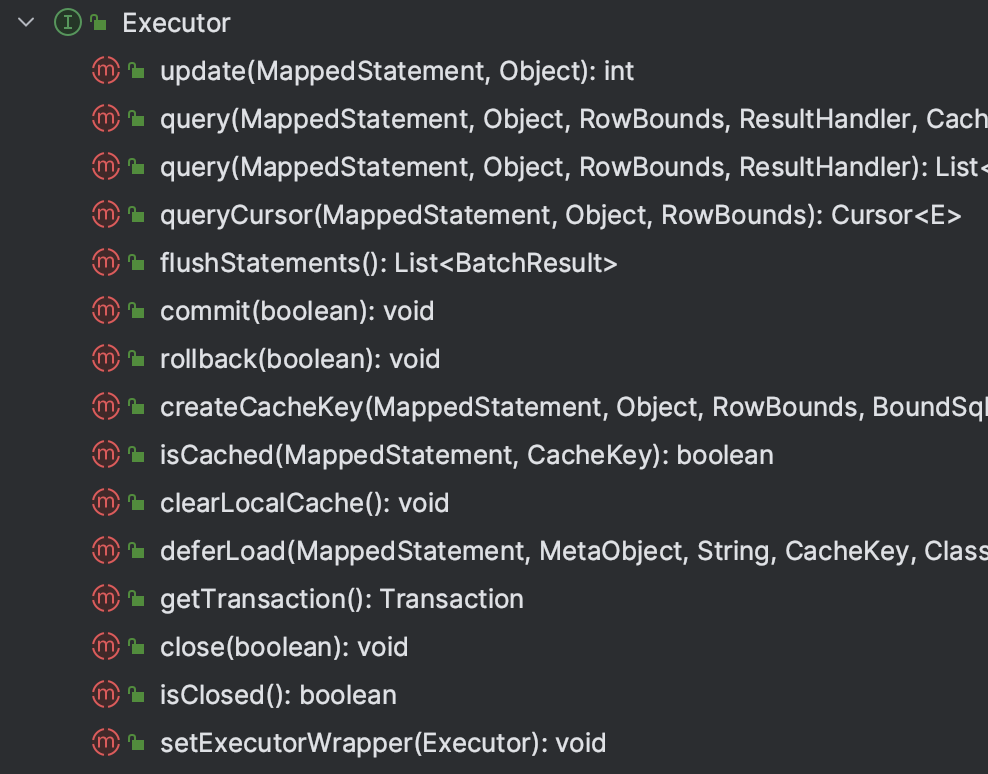 Executor
update(MappedStatement, Object): int
query(MappedStatement, Object, RowBounds, ResultHandler, Cach
query(MappedStatement, Object, RowBounds, ResultHandler): List<
queryCursor(MappedStatement, Object, RowBounds): Cursor<E>
flushStatements(): List<BatchResult>
commit(boolean): void
rollback(boolean): void
createCacheKey(MappedStatement, Object, RowBounds, BoundSql
isCached(MappedStatement, CacheKey): boolean
clearLocalCache(): void
deferLoad(MappedStatement, MetaObject, String, CacheKey, Class
getTransaction(): Transaction
close(boolean): void
isClosed(): boolean
setExecutorWrapper(Executor): void